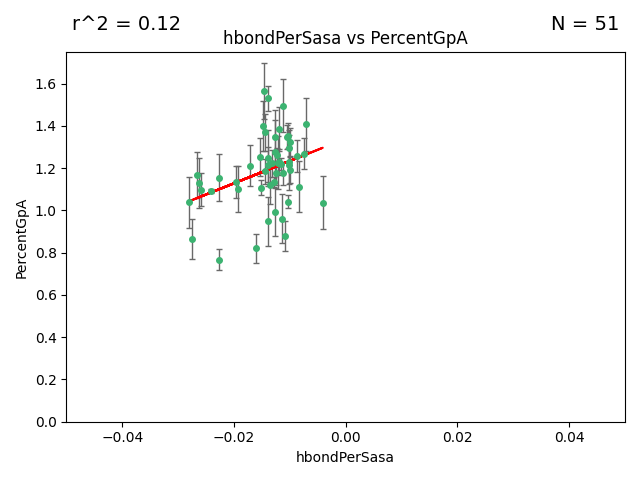 r^2 = 0.12
N = 51
hbondPerSasa vs PercentGpA
PercentGpA
1.6
1.4
1.2
1.0
0.8
0.6
0.4
0.2
0.0
−0.04 −0.02 0.00 0.02 0.04
hbondPerSasa